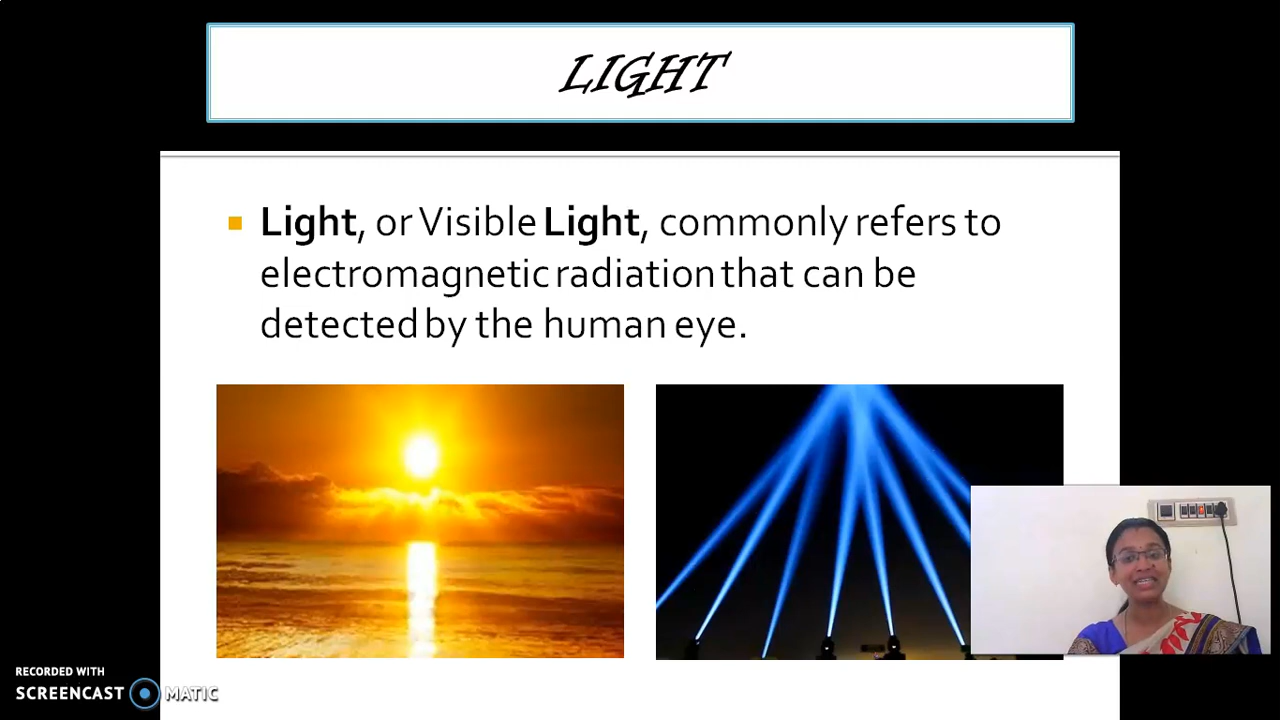 LIGHT
Light, or Visible Light, commonly refers to
electromagnetic radiation that can be
detected by the human eye.
RECORDED WITH
SCREENCAST MATIC